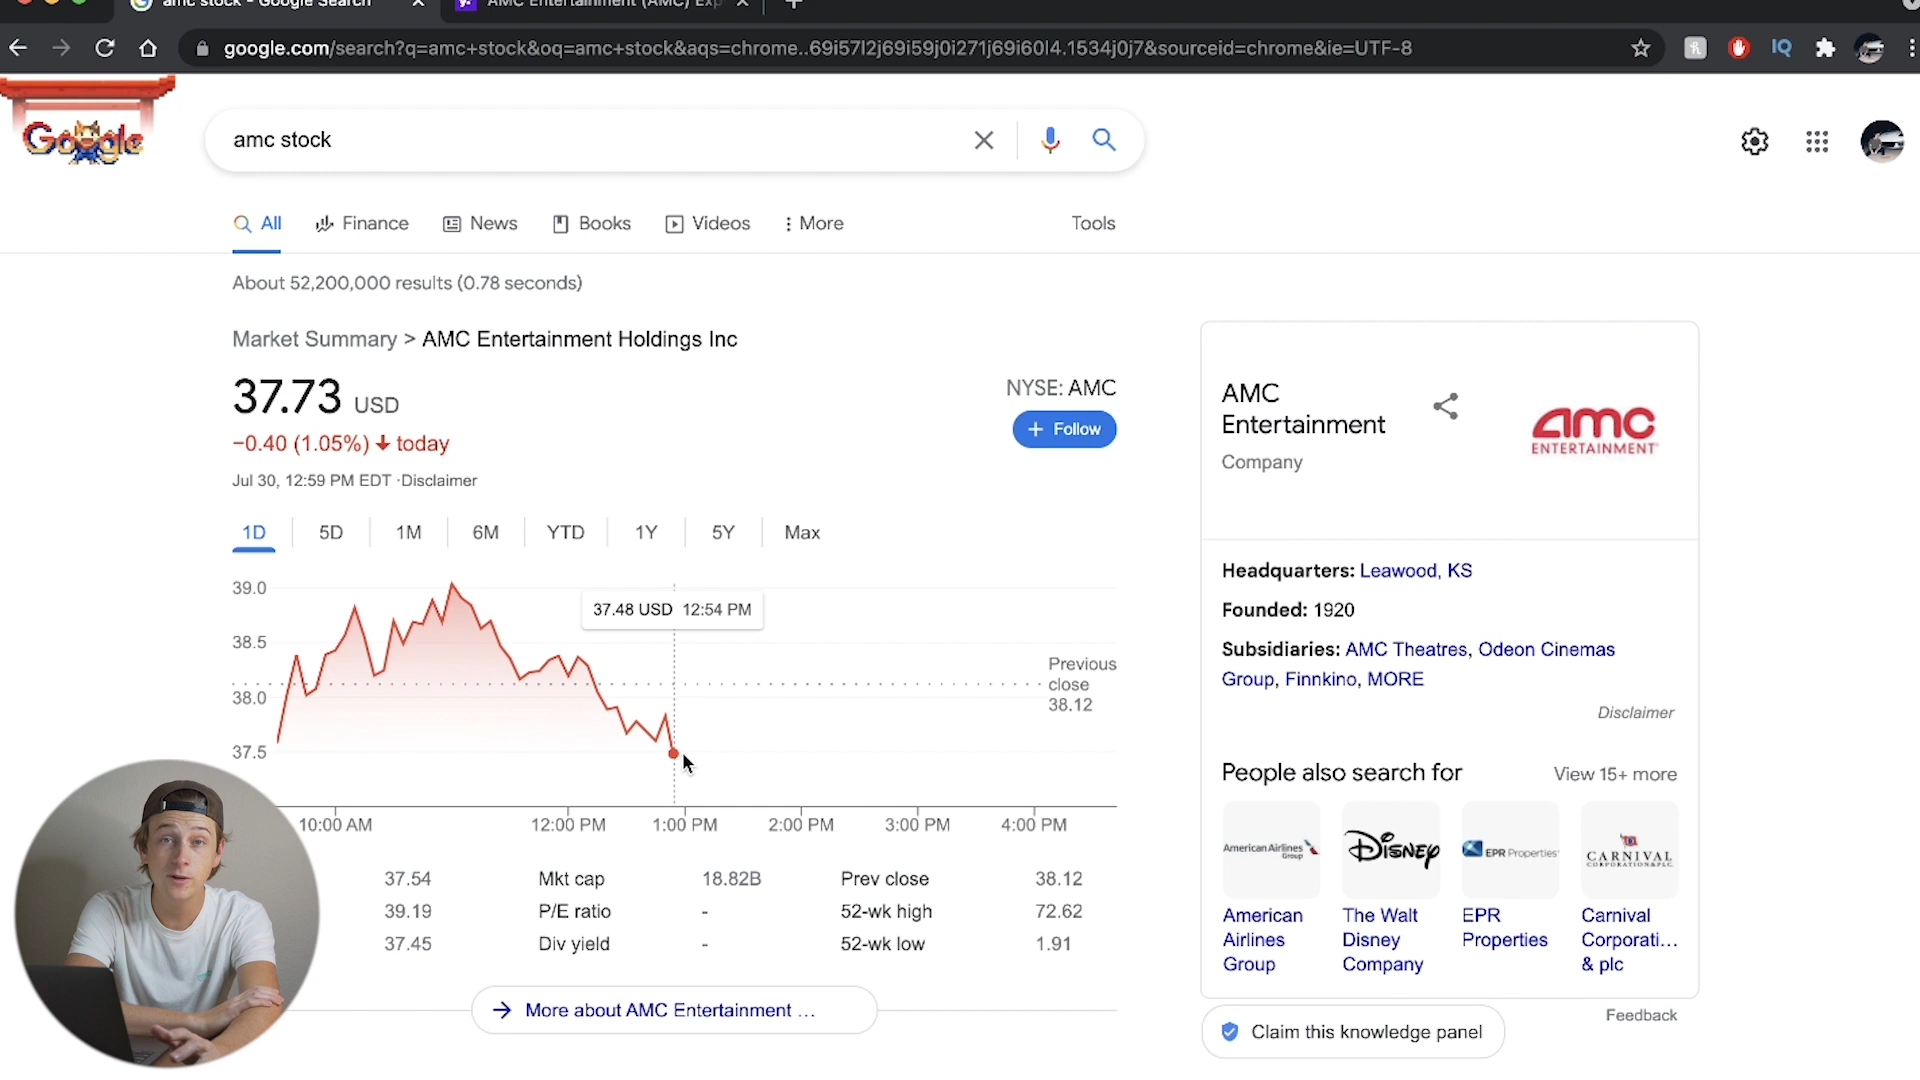 amc stock - Google Search
AMC Entertainment (AMC) Exp
google.com/search?q=amc+stock&oq=amc+stock&aqs=chrome..69i57l2j69i59j0i271j69i60l4.1534j0j7&sourceid=chrome&ie=UTF-8
IQ
Google
amc stock
All
Finance
News
Books
Videos
More
Tools
About 52,200,000 results (0.78 seconds)
Market Summary > AMC Entertainment Holdings Inc
37.73 USD
NYSE: AMC
−0.40 (1.05%) today
+ Follow
Jul 30, 12:59 PM EDT ·Disclaimer
1D 5D 1M 6M YTD 1Y 5Y Max
39.0
38.5
38.0
37.5
37.48 USD 12:54 PM
Previous
close
38.12
10:00 AM 12:00 PM 1:00 PM 2:00 PM 3:00 PM 4:00 PM
37.54 Mkt cap 18.82B Prev close 38.12
39.19 P/E ratio - 52-wk high 72.62
37.45 Div yield - 52-wk low 1.91
More about AMC Entertainment …
AMC
Entertainment
Company
amc
ENTERTAINMENT
Headquarters: Leawood, KS
Founded: 1920
Subsidiaries: AMC Theatres, Odeon Cinemas
Group, Finnkino, MORE
Disclaimer
People also search for
View 15+ more
American Airlines
Group
Disney
EPR Properties
CARNIVAL
CORPORATION&PLC
American
Airlines
Group
The Walt
Disney
Company
EPR
Properties
Carnival
Corporati...
& plc
Feedback
Claim this knowledge panel